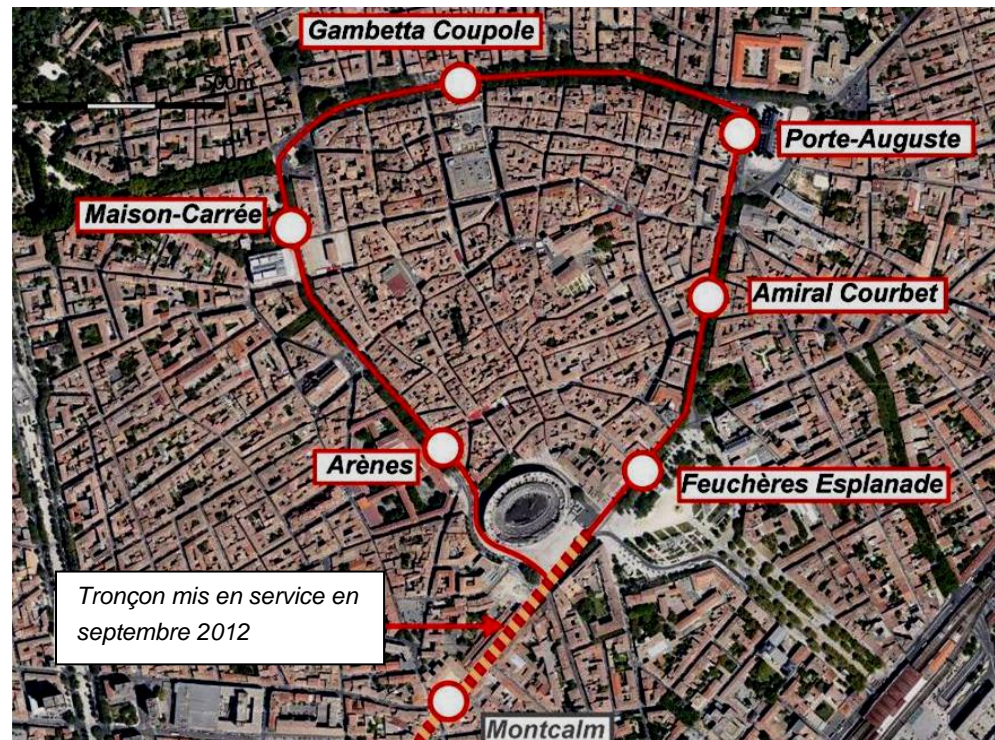 Gambetta Coupole
500m
Porte-Auguste
Maison-Carrée
Amiral Courbet
Arènes
Feuchères Esplanade
Tronçon mis en service en
septembre 2012
Montcalm